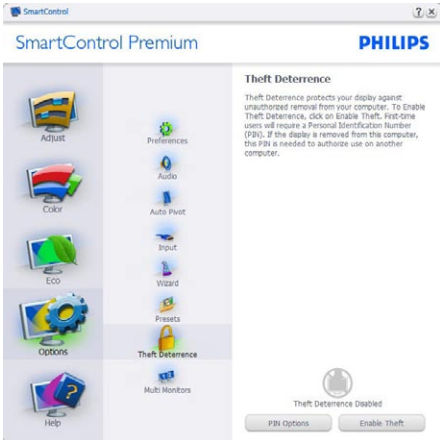 SmartControl
SmartControl Premium
PHILIPS
Adjust
Color
Eco
Options
Help
Preferences
Audio
Auto Pivot
Input
Wizard
Presets
Theft Deterrence
Multi Monitors
Theft Deterrence
Theft Deterrence protects your display against
unauthorized removal from your computer. To Enable
Theft Deterrence, click on Enable Theft. First-time
users will require a Personal Identification Number
(PIN). If the display is removed from this computer,
this PIN is needed to authorize use on another
computer.
Theft Deterrence Disabled
PIN Options
Enable Theft